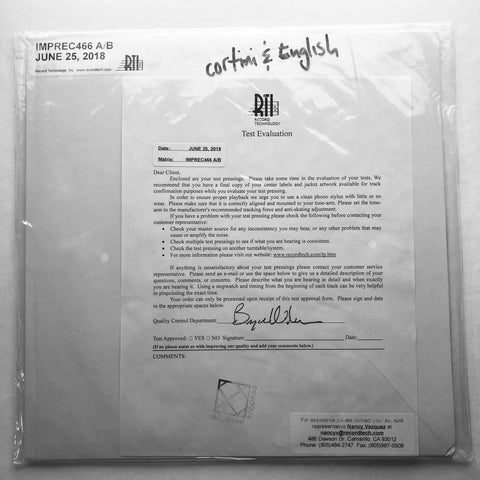 IMPREC466 A/B
JUNE 25, 2018
Record Technology Inc. www.recordtech.com
RTI
cortini & English
RTI
RECORD
TECHNOLOGY
Test Evaluation
Date: JUNE 25, 2018
Matrix: IMPREC466 A/B
Dear Client,
Enclosed are your test pressings. Please take some time in the evaluation of your tests. We
recommend that you have a final copy of your center labels and jacket artwork available for track
confirmation purposes while you evaluate your test pressing.
In order to ensure proper playback we urge you to use a clean phono stylus with little or no
wear. Please make sure that it is correctly aligned and mounted to your tone-arm. Please set the tone-
arm to the manufacturer's recommended tracking force and anti-skating adjustment.
If you have a problem with your test pressing please check the following before contacting your
customer representative:
• Check your master source for any inconsistency you may hear, or any other problem that may
cause or amplify the noise.
• Check multiple test pressings to see if what you are hearing is consistent.
• Check the test pressing on another turntable/system.
• For more information please visit our website: www.recordtech.com/tp.htm
If anything is unsatisfactory about your test pressings please contact your customer service
representative. Please send an e-mail or use the space below to give us a detailed description of your
questions, comments, or concerns. Please describe what you are hearing in detail and when exactly
you are hearing it. Using a stopwatch and timing from the beginning of each track can be very helpful
in pinpointing the exact time.
Your order can only be processed upon receipt of this test approval form. Please sign and date
in the appropriate spaces below.
Quality Control Department:
Test Approved: □ YES □ NO Signature: Date:
(If no please assist us with improving our quality and add your comments below.)
COMMENTS:
RECORDS
For assistance please contact your account
representative Nancy Vazquez at
nancyv@recordtech.com
486 Dawson Dr. Camarillo, CA 93012
Phone: (805)484-2747 Fax: (805)987-0508